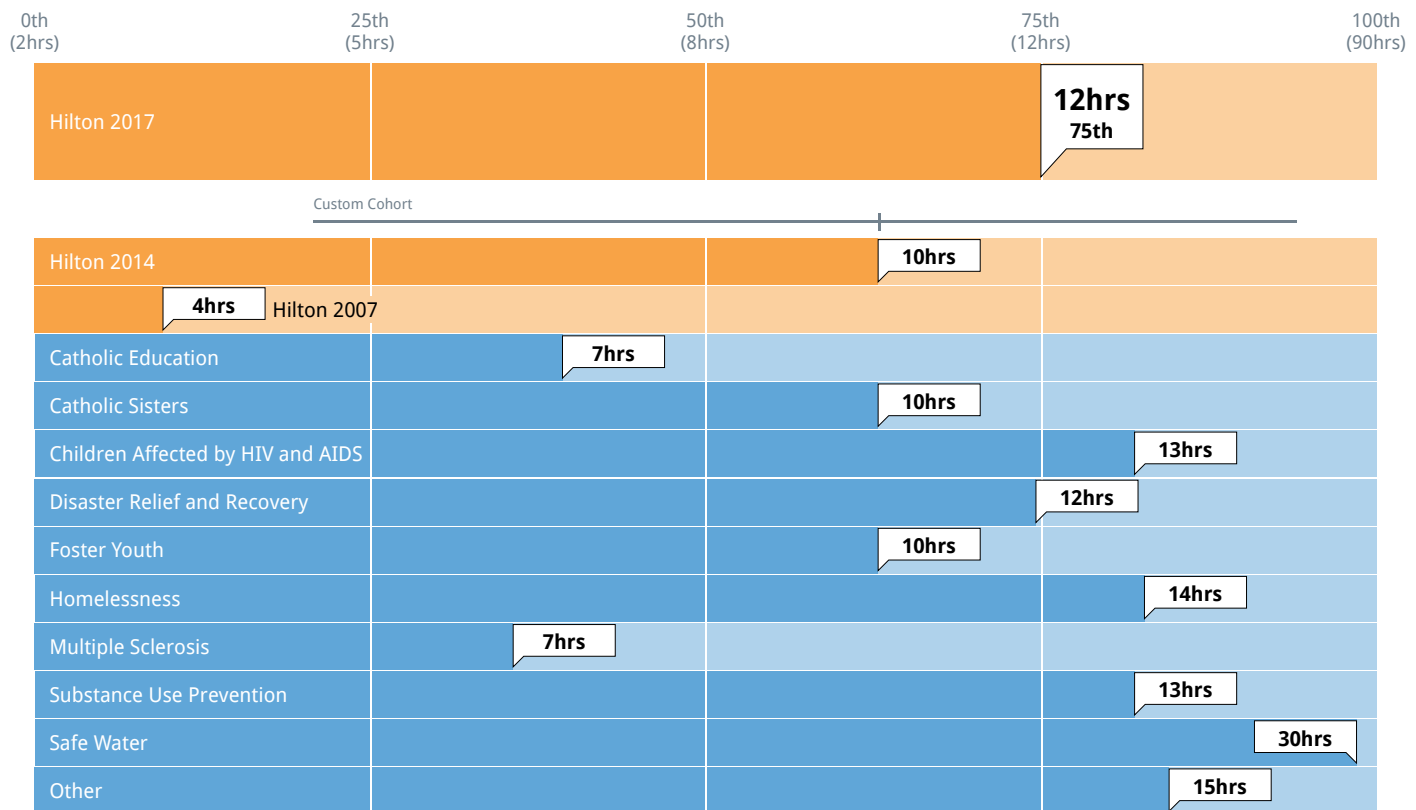 0th 25th 50th 75th 100th
(2hrs) (5hrs) (8hrs) (12hrs) (90hrs)
Hilton 2017 12hrs
75th
Custom Cohort
Hilton 2014 10hrs
4hrs Hilton 2007
Catholic Education 7hrs
Catholic Sisters 10hrs
Children Affected by HIV and AIDS 13hrs
Disaster Relief and Recovery 12hrs
Foster Youth 10hrs
Homelessness 14hrs
Multiple Sclerosis 7hrs
Substance Use Prevention 13hrs
Safe Water 30hrs
Other 15hrs